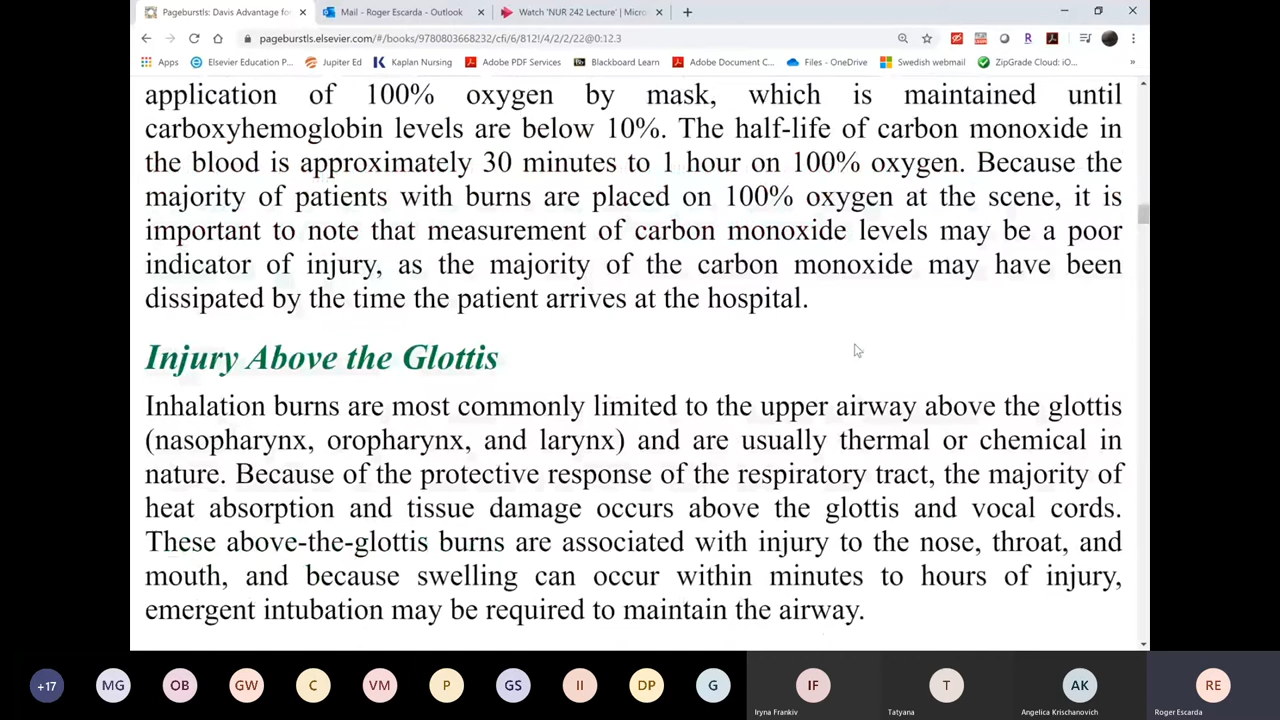 Pageburstls: Davis Advantage for
Mail - Roger Escarda - Outlook
Watch 'NUR 242 Lecture' | Micro
pageburstls.elsevier.com/#/books/9780803668232/cfi/6/812!/4/2/2/22@0:12.3
Apps Elsevier Education P... Jupiter Ed Kaplan Nursing Adobe PDF Services Blackboard Learn Adobe Document C... Files - OneDrive Swedish webmail ZipGrade Cloud: iO...
application of 100% oxygen by mask, which is maintained until
carboxyhemoglobin levels are below 10%. The half-life of carbon monoxide in
the blood is approximately 30 minutes to 1 hour on 100% oxygen. Because the
majority of patients with burns are placed on 100% oxygen at the scene, it is
important to note that measurement of carbon monoxide levels may be a poor
indicator of injury, as the majority of the carbon monoxide may have been
dissipated by the time the patient arrives at the hospital.
Injury Above the Glottis
Inhalation burns are most commonly limited to the upper airway above the glottis
(nasopharynx, oropharynx, and larynx) and are usually thermal or chemical in
nature. Because of the protective response of the respiratory tract, the majority of
heat absorption and tissue damage occurs above the glottis and vocal cords.
These above-the-glottis burns are associated with injury to the nose, throat, and
mouth, and because swelling can occur within minutes to hours of injury,
emergent intubation may be required to maintain the airway.
+17 MG OB GW C VM P GS II DP G IF T AK RE
Iryna Frankiv Tatyana Angelica Krischanovich Roger Escarda